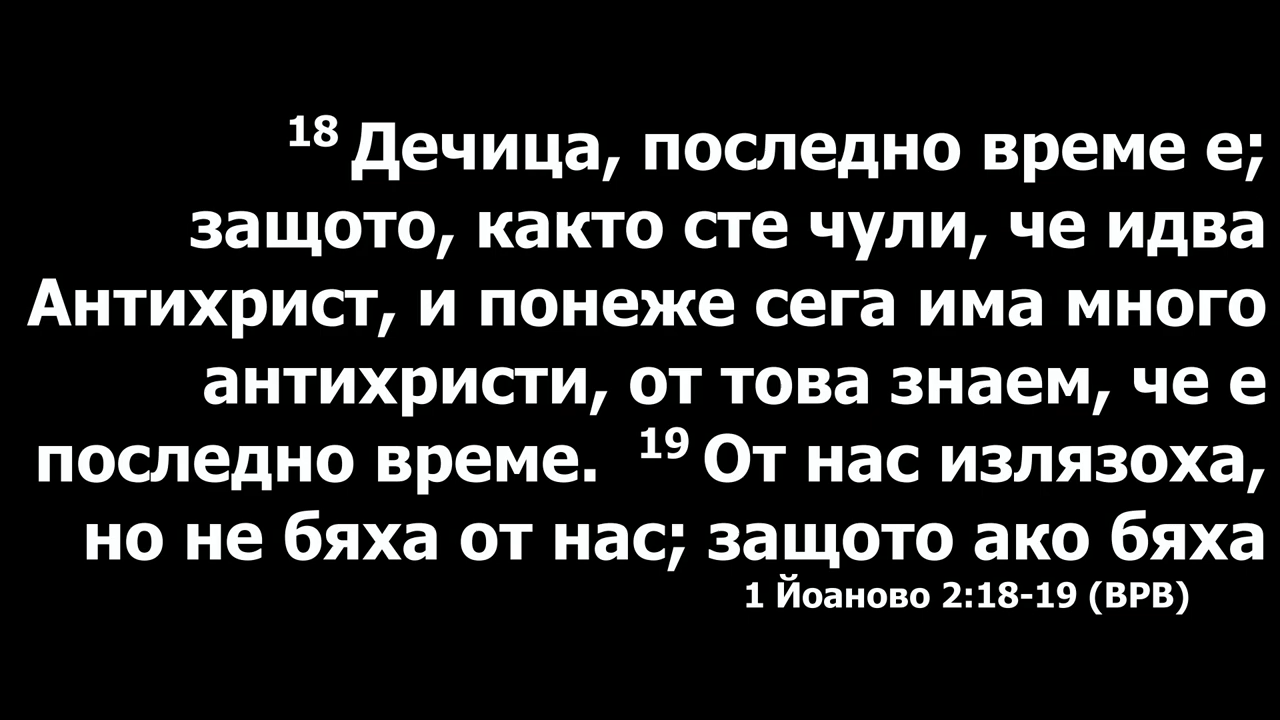 18 Дечица, последно време е;
защото, както сте чули, че идва
Антихрист, и понеже сега има много
антихристи, от това знаем, че е
последно време. 19 От нас излязоха,
но не бяха от нас; защото ако бяха
1 Йоаново 2:18-19 (ВРВ)